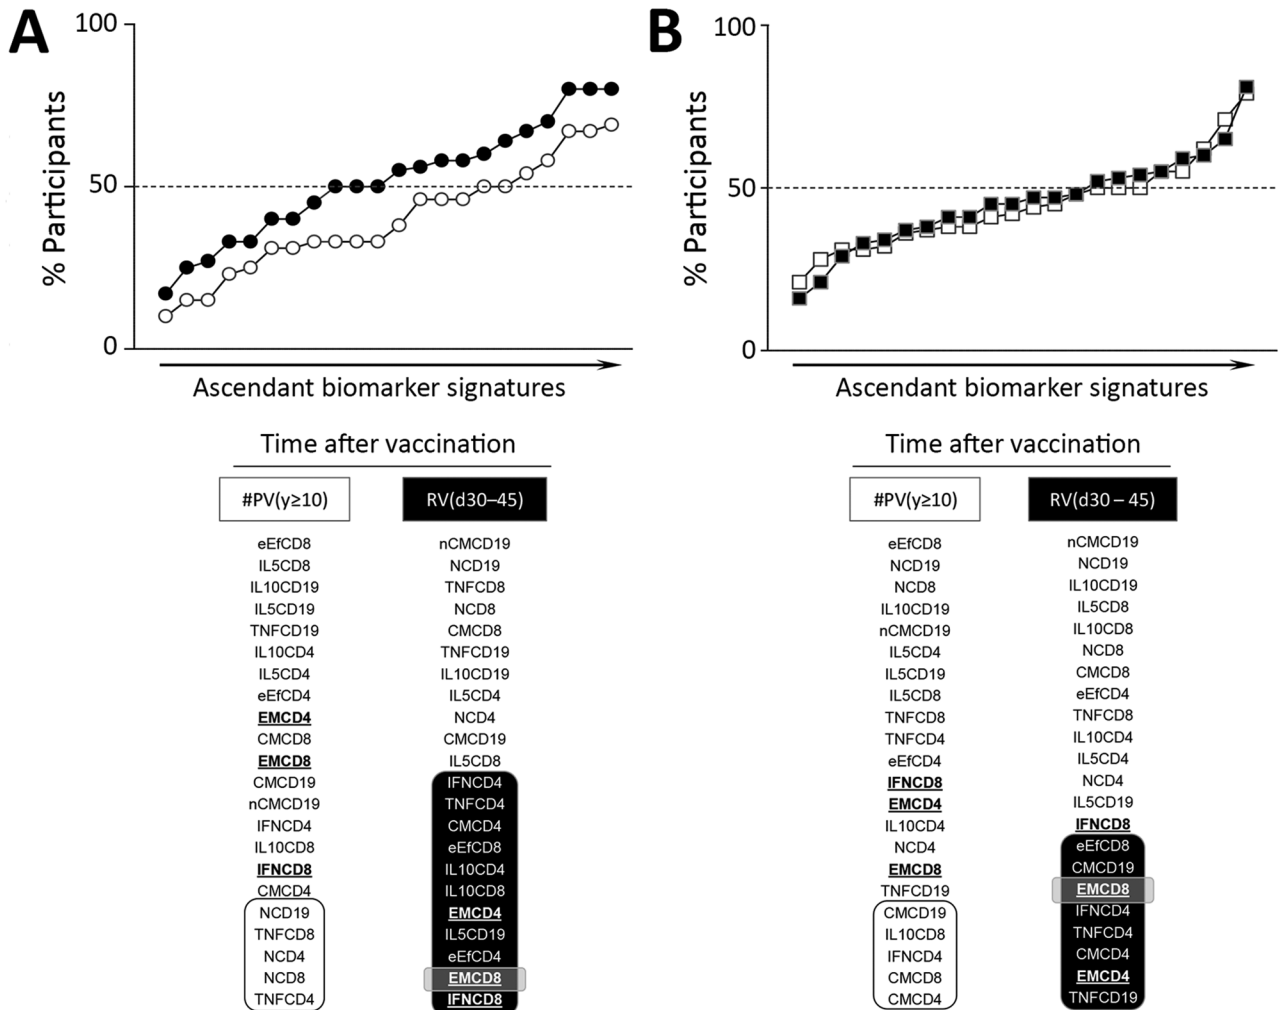 A
100
50
0
% Participants
Ascendant biomarker signatures
Time after vaccination
#PV(y≥10)
RV(d30–45)
eEfCD8
IL5CD8
IL10CD19
IL5CD19
TNFCD19
IL10CD4
IL5CD4
eEfCD4
EMCD4
CMCD8
EMCD8
CMCD19
nCMCD19
IFNCD4
IL10CD8
IFNCD8
CMCD4
NCD19
TNFCD8
NCD4
NCD8
TNFCD4
nCMCD19
NCD19
TNFCD8
NCD8
CMCD8
TNFCD19
IL10CD19
IL5CD4
NCD4
CMCD19
IL5CD8
IFNCD4
TNFCD4
CMCD4
eEfCD8
IL10CD4
IL10CD8
EMCD4
IL5CD19
eEfCD4
EMCD8
IFNCD8
B
100
50
0
% Participants
Ascendant biomarker signatures
Time after vaccination
#PV(y≥10)
RV(d30 – 45)
eEfCD8
NCD19
NCD8
IL10CD19
nCMCD19
IL5CD4
IL5CD19
IL5CD8
TNFCD8
TNFCD4
eEfCD4
IFNCD8
EMCD4
IL10CD4
NCD4
EMCD8
TNFCD19
CMCD19
IL10CD8
IFNCD4
CMCD8
CMCD4
nCMCD19
NCD19
IL10CD19
IL5CD8
IL10CD8
NCD8
CMCD8
eEfCD4
TNFCD8
IL10CD4
IL5CD4
NCD4
IL5CD19
IFNCD8
eEfCD8
CMCD19
EMCD8
IFNCD4
TNFCD4
CMCD4
EMCD4
TNFCD19